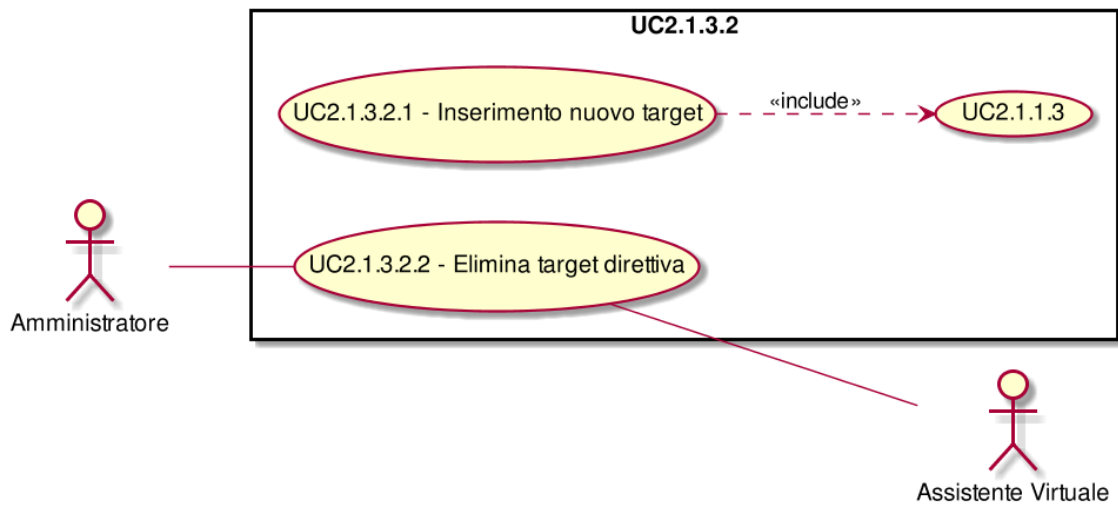 UC2.1.3.2
UC2.1.3.2.1 - Inserimento nuovo target
«include»
UC2.1.1.3
UC2.1.3.2.2 - Elimina target direttiva
Amministratore
Assistente Virtuale